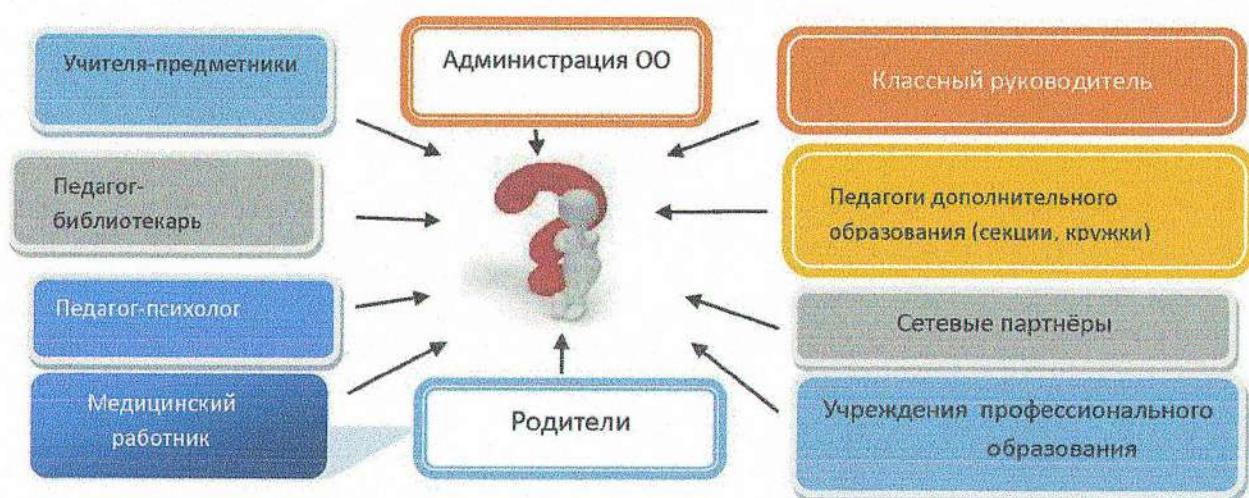 Учителя-предметники
Администрация ОО
Классный руководитель
Педагог-
библиотекарь
Педагоги дополнительного
образования (секции, кружки)
Педагог-психолог
Сетевые партнёры
Медицинский
работник
Родители
Учреждения профессионального
образования